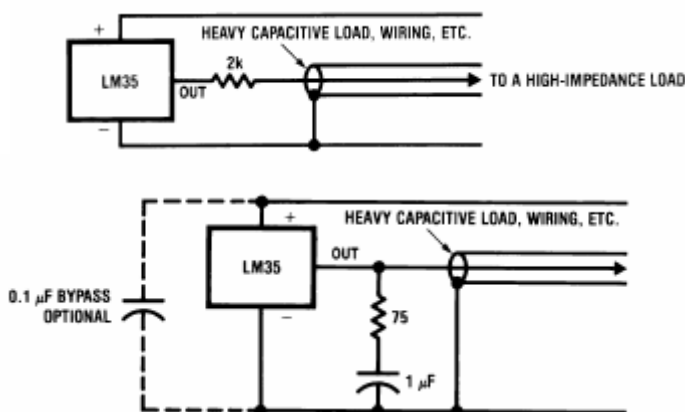 HEAVY CAPACITIVE LOAD, WIRING, ETC.
+
2k
LM35
OUT
TO A HIGH-IMPEDANCE LOAD
−
+
HEAVY CAPACITIVE LOAD, WIRING, ETC.
OUT
LM35
0.1 μF BYPASS
OPTIONAL
−
75
1 μF